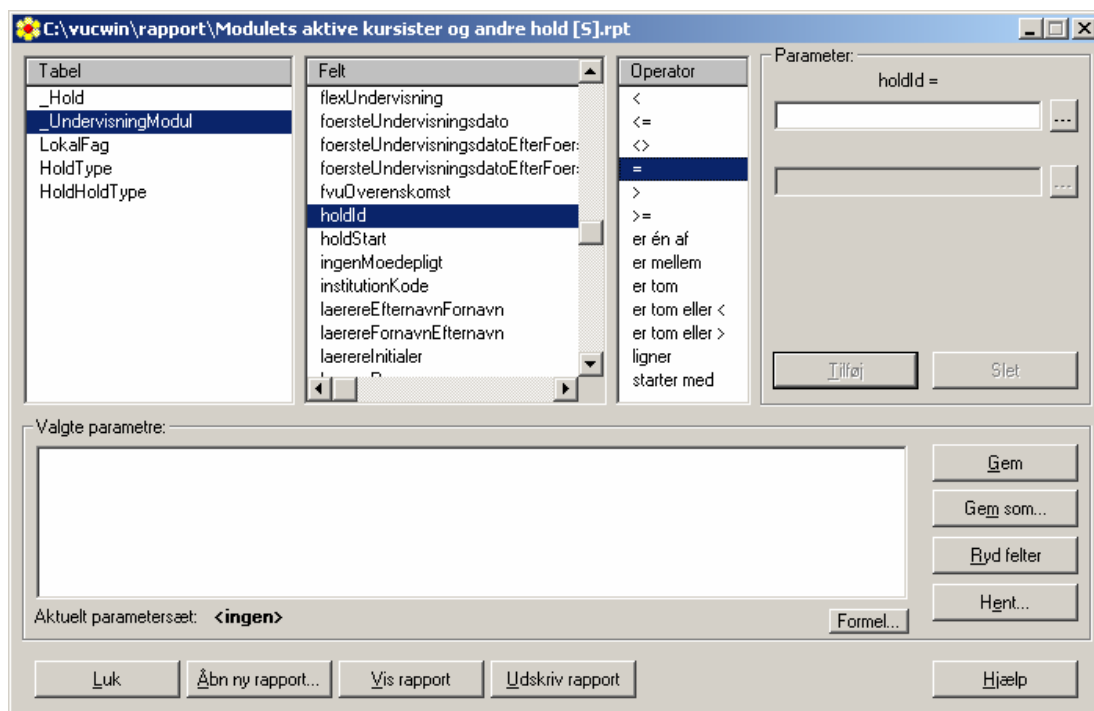 C:\vucwin\rapport\Modulets aktive kursister og andre hold [S].rpt
Tabel
_Hold
_UndervisningModul
LokalFag
HoldType
HoldHoldType
Felt
flexUndervisning
foersteUndervisningsdato
foersteUndervisningsdatoEfterFoer
foersteUndervisningsdatoEfterFoer
fvuOverenskomst
holdId
holdStart
ingenMoedepligt
institutionKode
laerereEfternavnFornavn
laerereFornavnEfternavn
laerereInitialer
Operator
<
<=
<>
=
>
>=
er én af
er mellem
er tom
er tom eller <
er tom eller >
ligner
starter med
Parameter:
holdId =
...
...
Tilføj
Slet
Valgte parametre:
Gem
Gem som...
Ryd felter
Hent...
Aktuelt parametersæt: <ingen>
Formel...
Luk
Åbn ny rapport...
Vis rapport
Udskriv rapport
Hjælp